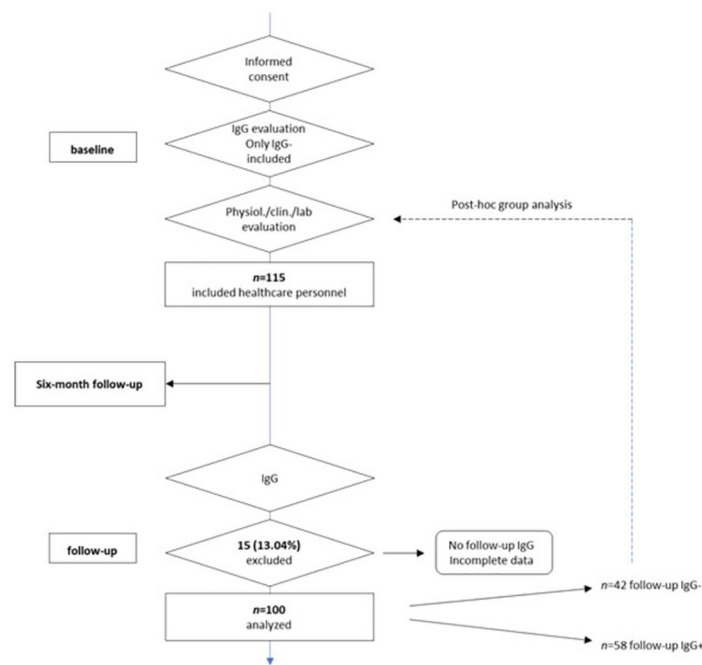 Informed
consent
IgG evaluation
Only IgG-
included
baseline
Physiol./clin./lab
evaluation
Post-hoc group analysis
n=115
included healthcare personnel
Six-month follow-up
IgG
follow-up
15 (13.04%)
excluded
No follow-up IgG
Incomplete data
n=100
analyzed
n=42 follow-up IgG-
n=58 follow-up IgG+